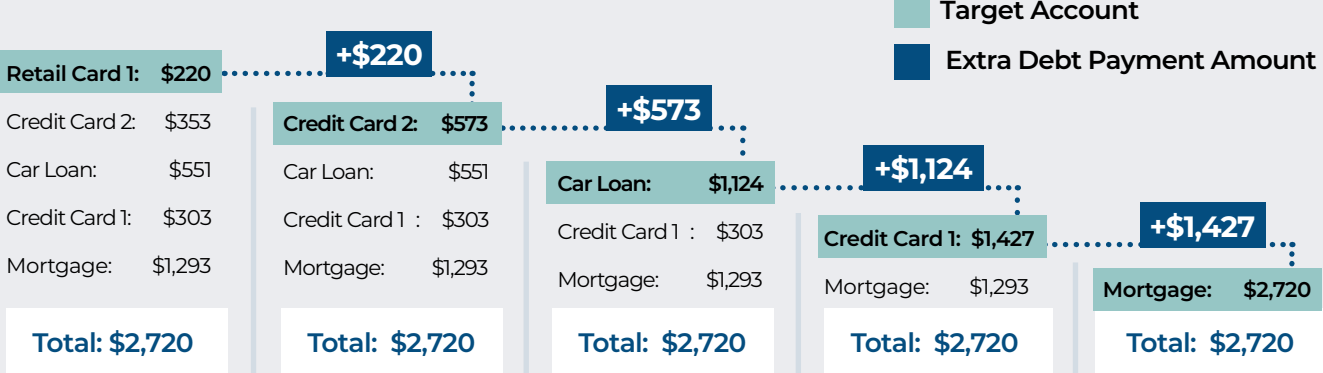 Target Account
Extra Debt Payment Amount
Retail Card 1: $220
Credit Card 2: $353
Car Loan: $551
Credit Card 1: $303
Mortgage: $1,293
Total: $2,720
+$220
Credit Card 2: $573
Car Loan: $551
Credit Card 1 : $303
Mortgage: $1,293
Total: $2,720
+$573
Car Loan: $1,124
Credit Card 1 : $303
Mortgage: $1,293
Total: $2,720
+$1,124
Credit Card 1: $1,427
Mortgage: $1,293
Total: $2,720
+$1,427
Mortgage: $2,720
Total: $2,720